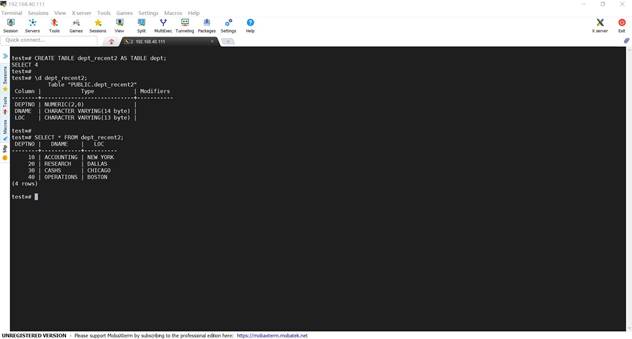 192.168.40.111
Terminal Sessions View X server Tools Games Settings Macros Help
Session Servers Tools Games Sessions View Split MultiExec Tunneling Packages Settings Help X server Exit
Quick connect...
2. 192.168.40.111
Sessions
Tools
Macros
Sftp
test=# CREATE TABLE dept_recent2 AS TABLE dept;
SELECT 4
test=#
test=# \d dept_recent2;
Table "PUBLIC.dept_recent2"
Column | Type | Modifiers
--------+----------------------------+-----------
DEPTNO | NUMERIC(2,0) |
DNAME | CHARACTER VARYING(14 byte) |
LOC | CHARACTER VARYING(13 byte) |
test=#
test=# SELECT * FROM dept_recent2;
DEPTNO | DNAME | LOC
--------+------------+----------
10 | ACCOUNTING | NEW YORK
20 | RESEARCH | DALLAS
30 | CASHS | CHICAGO
40 | OPERATIONS | BOSTON
(4 rows)
test=#
UNREGISTERED VERSION - Please support MobaXterm by subscribing to the professional edition here: https://mobaxterm.mobatek.net